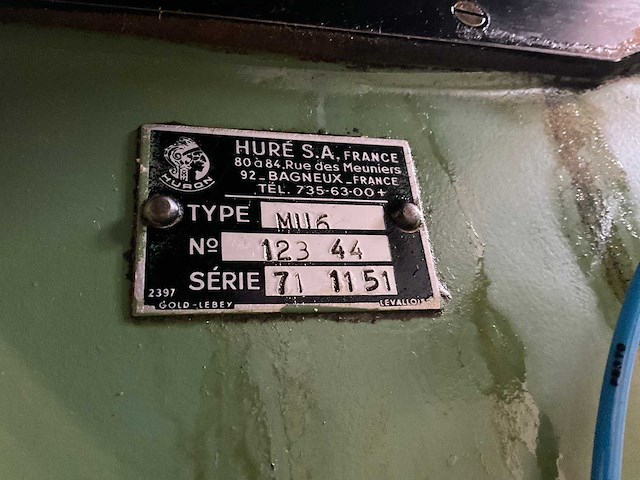 HURÉ S.A. FRANCE
80 à 84, Rue des Meuniers
92_BAGNEUX_FRANCE
TÉL. 735-63-00+
HURON
TYPE MU6
Nº 123 44
SÉRIE 71 1151
2397
GOLD-LEBEY LEVALLOIS